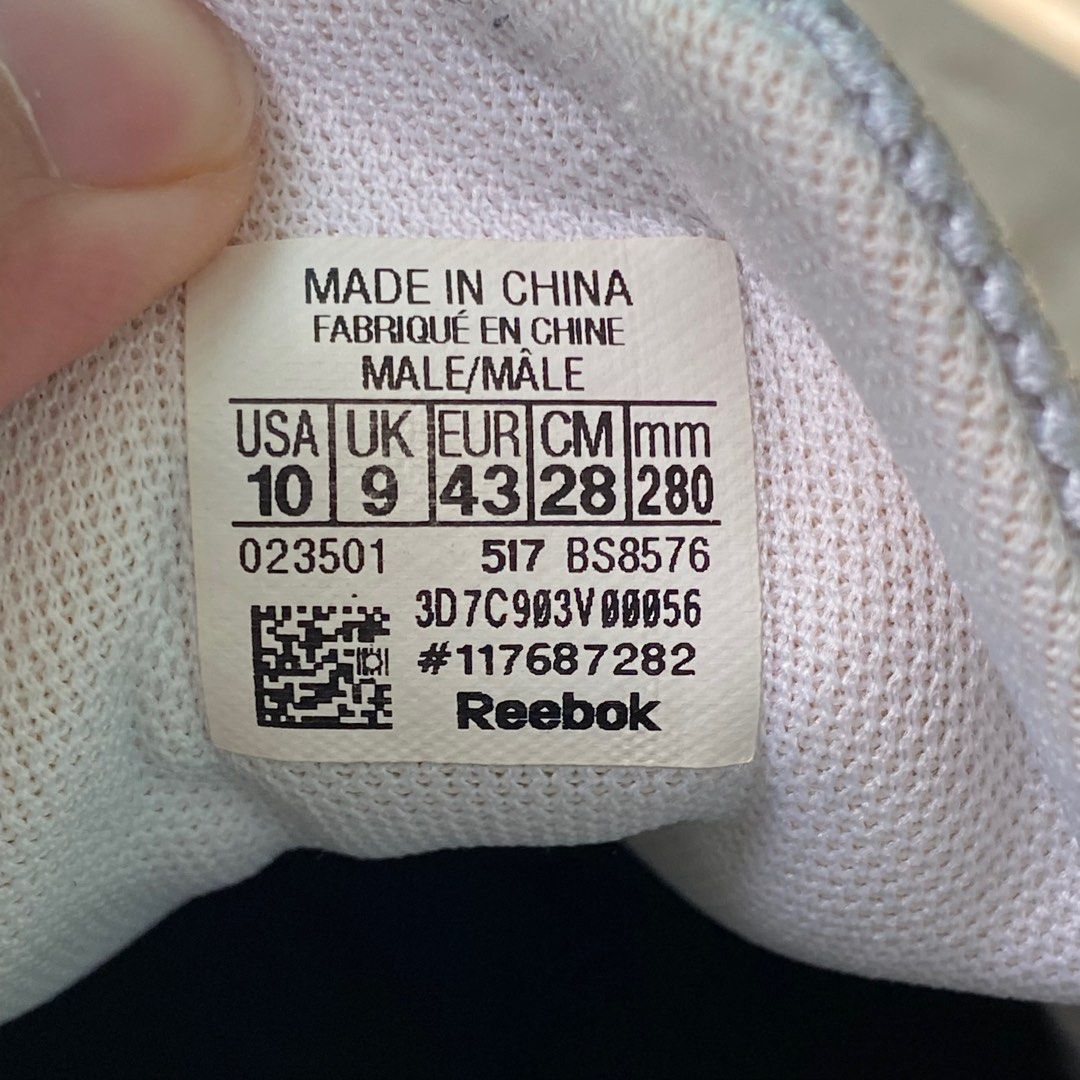 MADE IN CHINA
FABRIQUÉ EN CHINE
MALE/MÂLE
USA UK EUR CM mm
10 9 43 28 280
023501 517 BS8576
3D7C903V00056
#117687282
Reebok